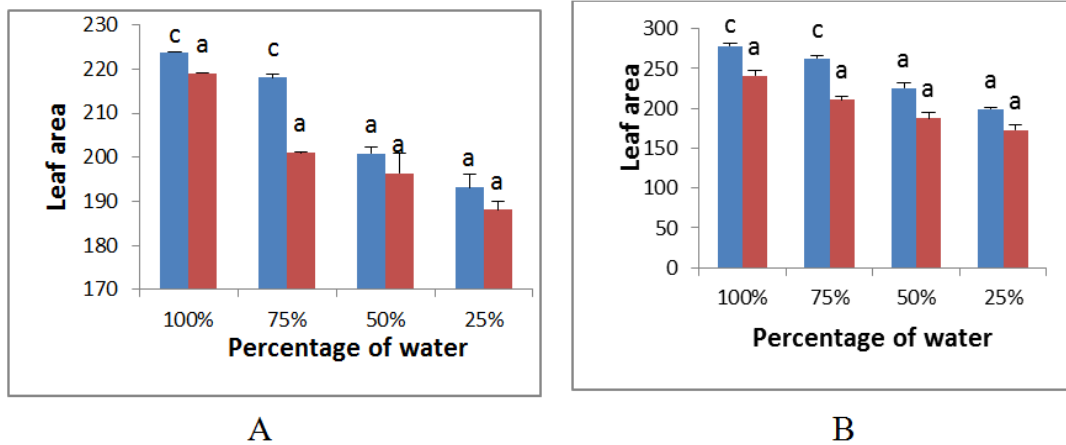 230
220
210
200
190
180
170
Leaf area
c a c a a a a a
100% 75% 50% 25%
Percentage of water
A
300
250
200
150
100
50
0
Leaf area
c a c a a a a a
100% 75% 50% 25%
Percentage of water
B